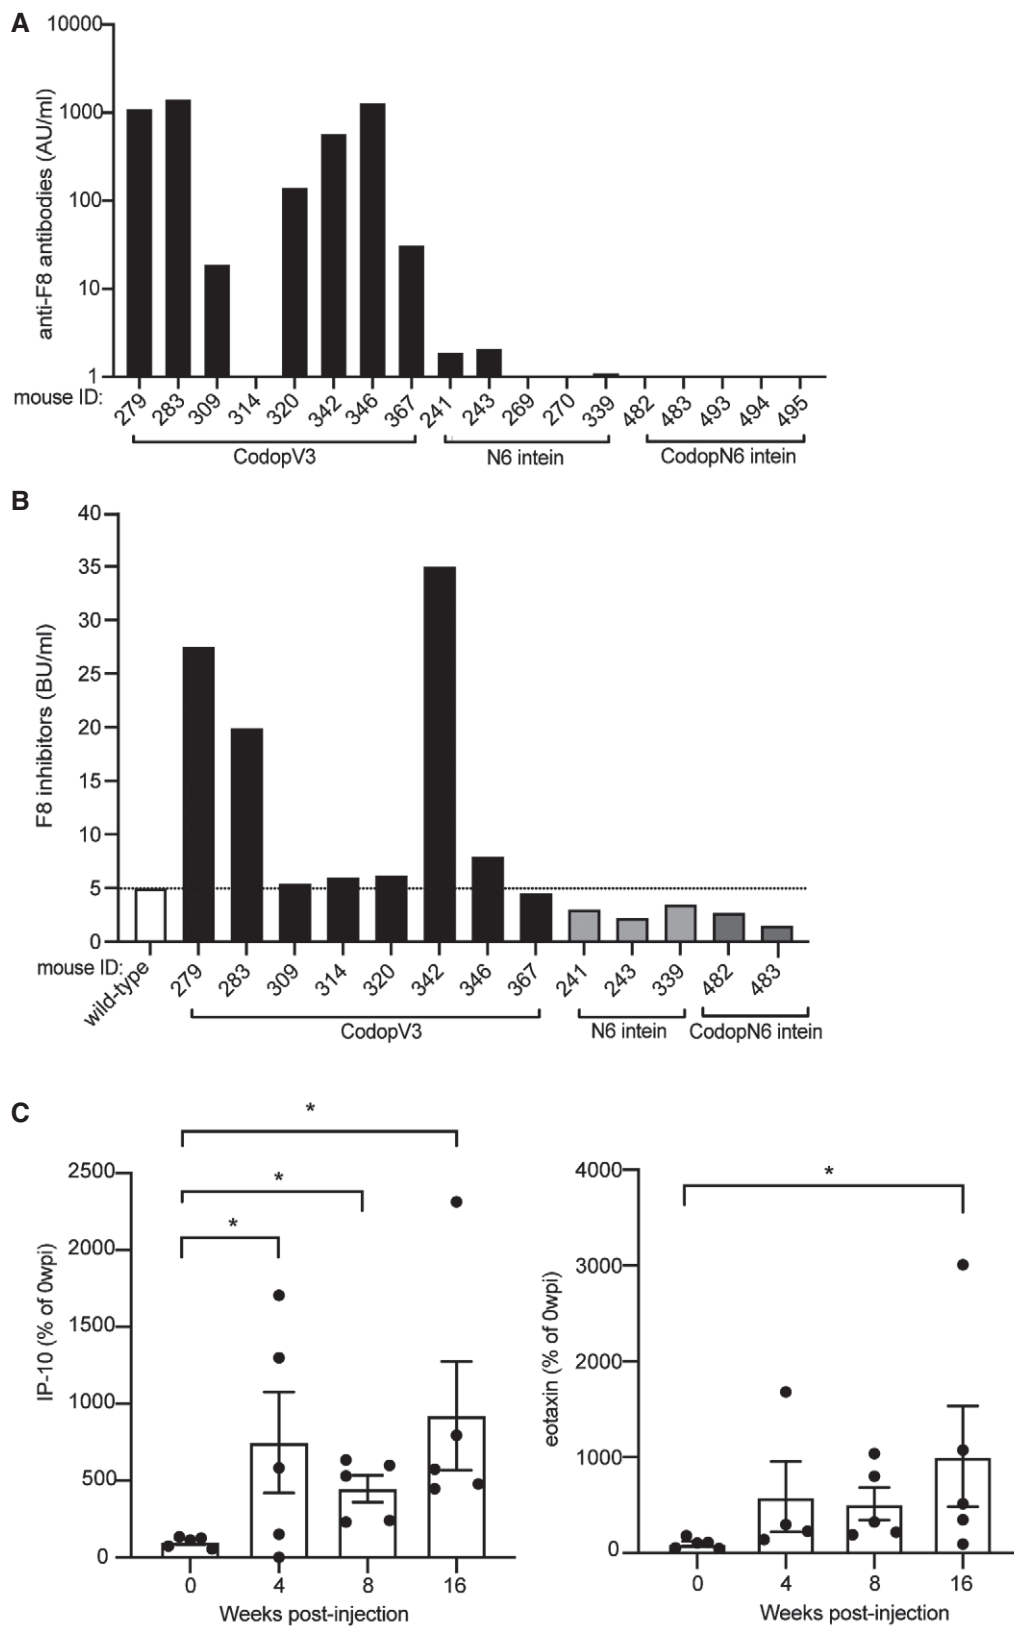 A
anti-F8 antibodies (AU/ml)
10000
1000
100
10
1
mouse ID:
279 283 309 314 320 342 346 367 241 243 269 270 339 482 483 493 494 495
CodopV3 N6 intein CodopN6 intein
B
F8 inhibitors (BU/ml)
40
35
30
25
20
15
10
5
0
mouse ID:
wild-type 279 283 309 314 320 342 346 367 241 243 339 482 483
CodopV3 N6 intein CodopN6 intein
C
IP-10 (% of 0wpi)
2500
2000
1500
1000
500
0
* * *
0 4 8 16
Weeks post-injection
eotaxin (% of 0wpi)
4000
3000
2000
1000
0
*
0 4 8 16
Weeks post-injection